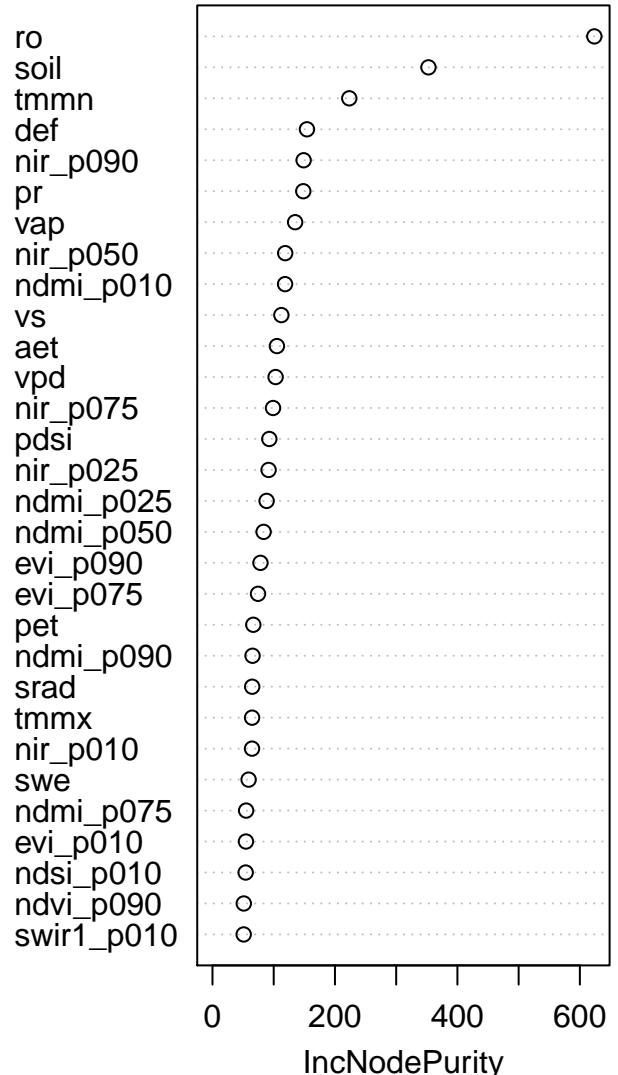 ro
soil
tmmn
def
nir_p090
pr
vap
nir_p050
ndmi_p010
vs
aet
vpd
nir_p075
pdsi
nir_p025
ndmi_p025
ndmi_p050
evi_p090
evi_p075
pet
ndmi_p090
srad
tmmx
nir_p010
swe
ndmi_p075
evi_p010
ndsi_p010
ndvi_p090
swir1_p010
0 200 400 600
IncNodePurity